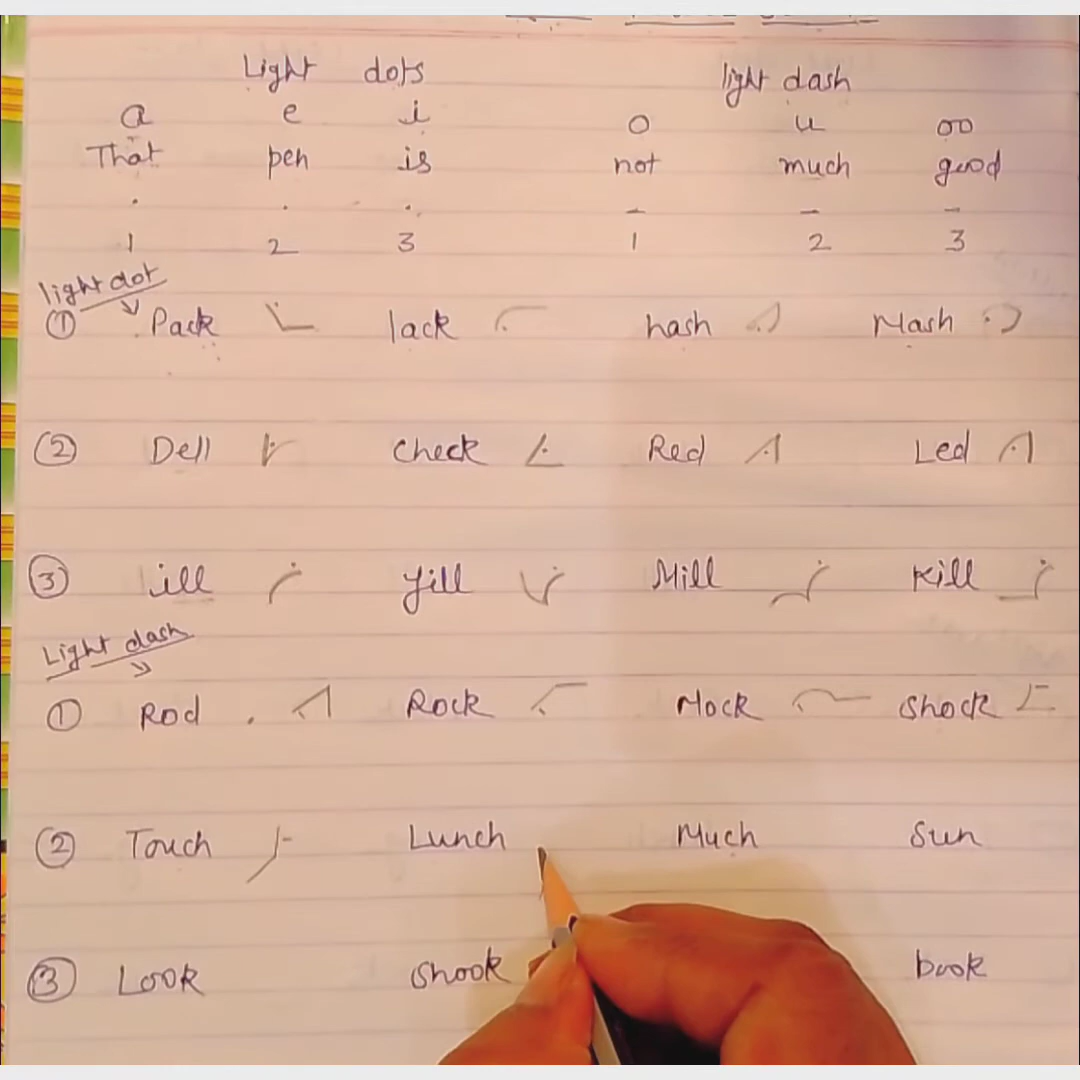 Light dots light dash
a e i o u oo
That pen is not much good
. . . – – –
1 2 3 1 2 3
light dot
① Pack lack hash Mash
② Dell Check Red Led
③ ill Jill Mill Kill
Light dash
① Rod Rock Mock Shock
② Touch Lunch Much Sun
③ Look Shook book